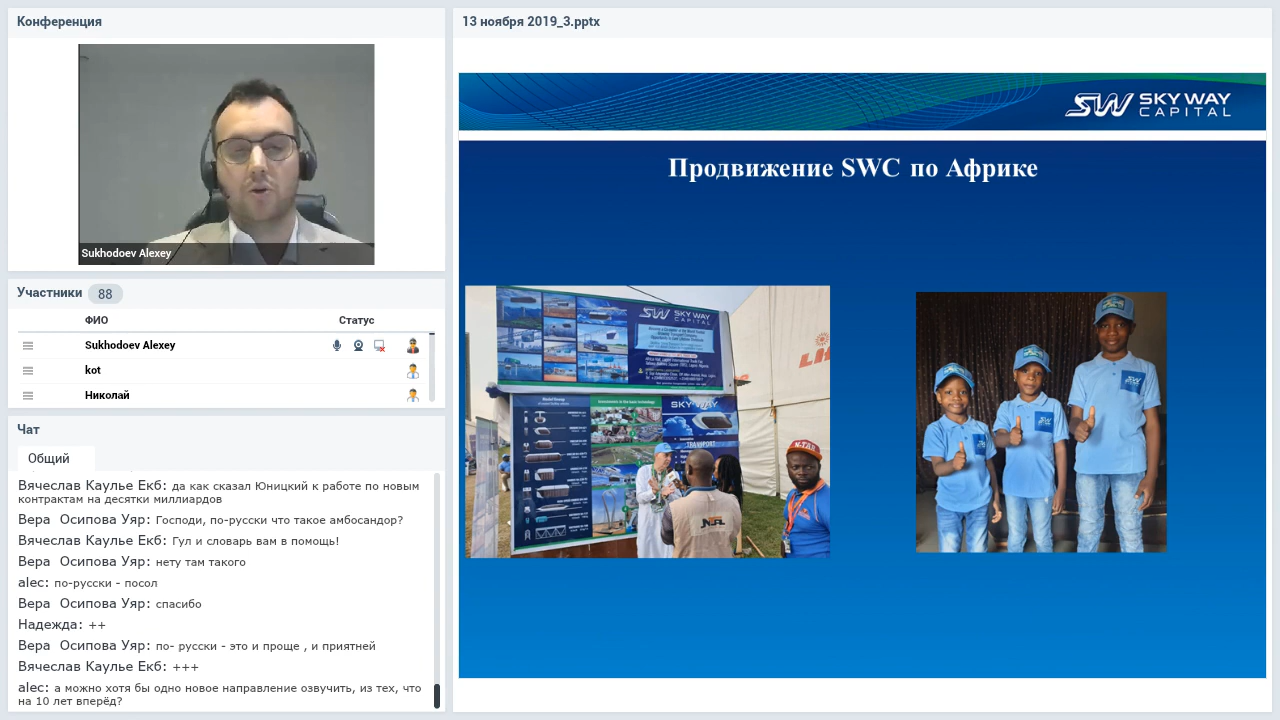 Конференция
Sukhodoev Alexey
Участники 88
ФИО Статус
Sukhodoev Alexey
kot
Николай
Чат
Общий
Вячеслав Каулье Екб: да как сказал Юницкий к работе по новым
контрактам на десятки миллиардов
Вера Осипова Уяр: Господи, по-русски что такое амбосандор?
Вячеслав Каулье Екб: Гул и словарь вам в помощь!
Вера Осипова Уяр: нету там такого
alec: по-русски - посол
Вера Осипова Уяр: спасибо
Надежда: ++
Вера Осипова Уяр: по- русски - это и проще , и приятней
Вячеслав Каулье Екб: +++
alec: а можно хотя бы одно новое направление озвучить, из тех, что
на 10 лет вперёд?
13 ноября 2019_3.pptx
SW SKY WAY
CAPITAL
Продвижение SWC по Африке
SW SKY WAY
CAPITAL
SKY WAY
TRANSPORT